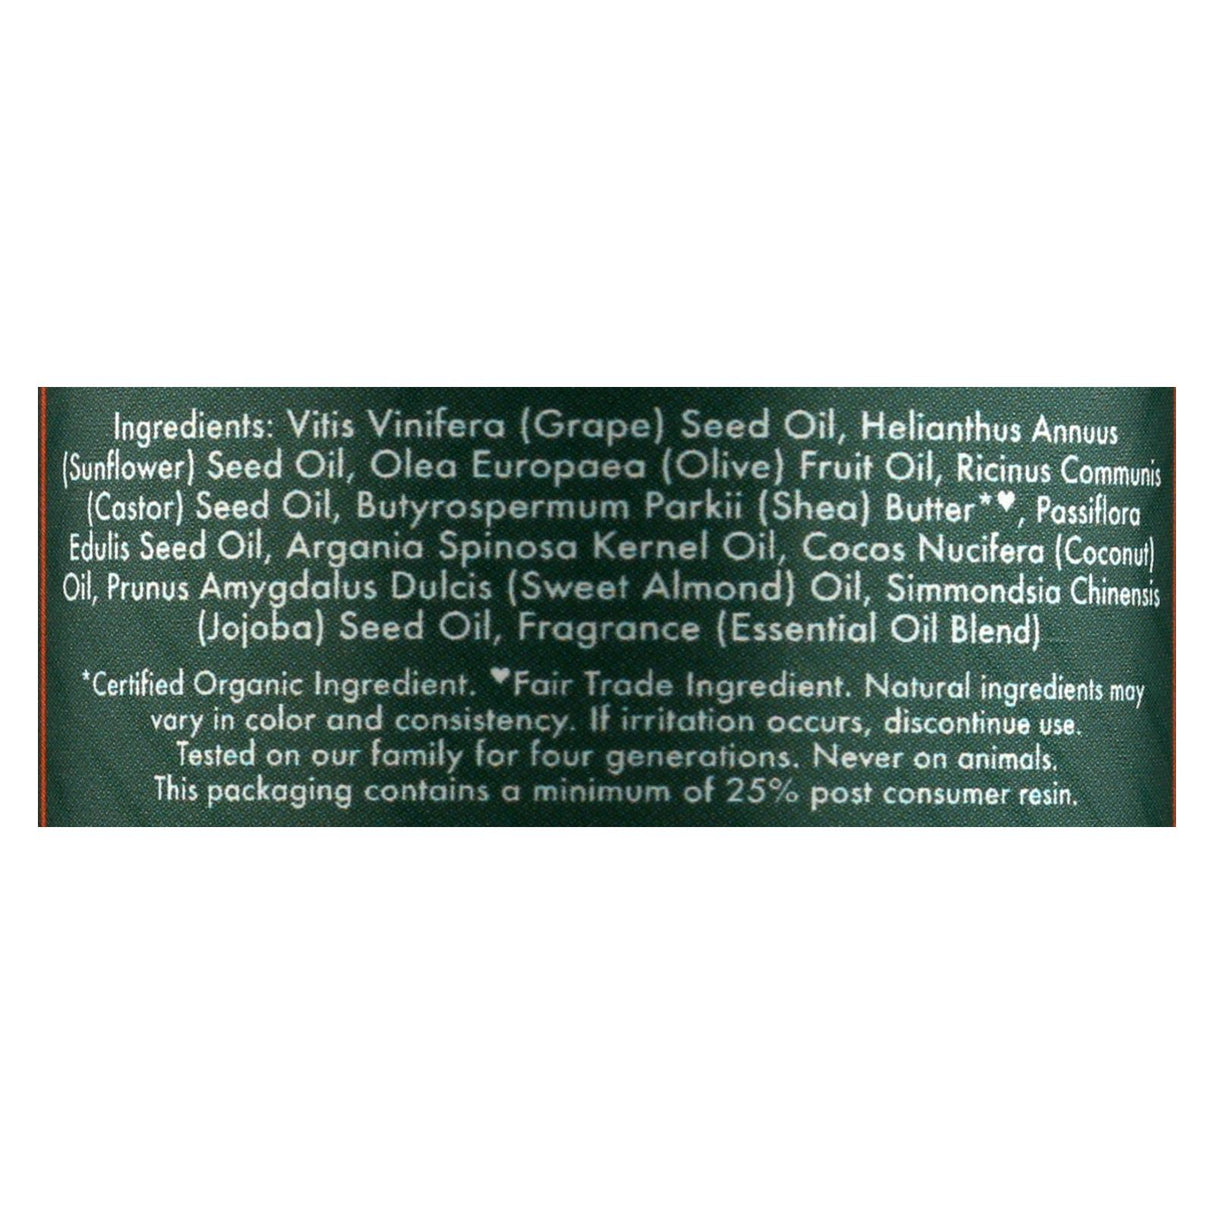 Ingredients: Vitis Vinifera (Grape) Seed Oil, Helianthus Annuus
(Sunflower) Seed Oil, Olea Europaea (Olive) Fruit Oil, Ricinus Communis
(Castor) Seed Oil, Butyrospermum Parkii (Shea) Butter*♥, Passiflora
Edulis Seed Oil, Argania Spinosa Kernel Oil, Cocos Nucifera (Coconut)
Oil, Prunus Amygdalus Dulcis (Sweet Almond) Oil, Simmondsia Chinensis
(Jojoba) Seed Oil, Fragrance (Essential Oil Blend)
*Certified Organic Ingredient. ♥Fair Trade Ingredient. Natural ingredients may
vary in color and consistency. If irritation occurs, discontinue use.
Tested on our family for four generations. Never on animals.
This packaging contains a minimum of 25% post consumer resin.